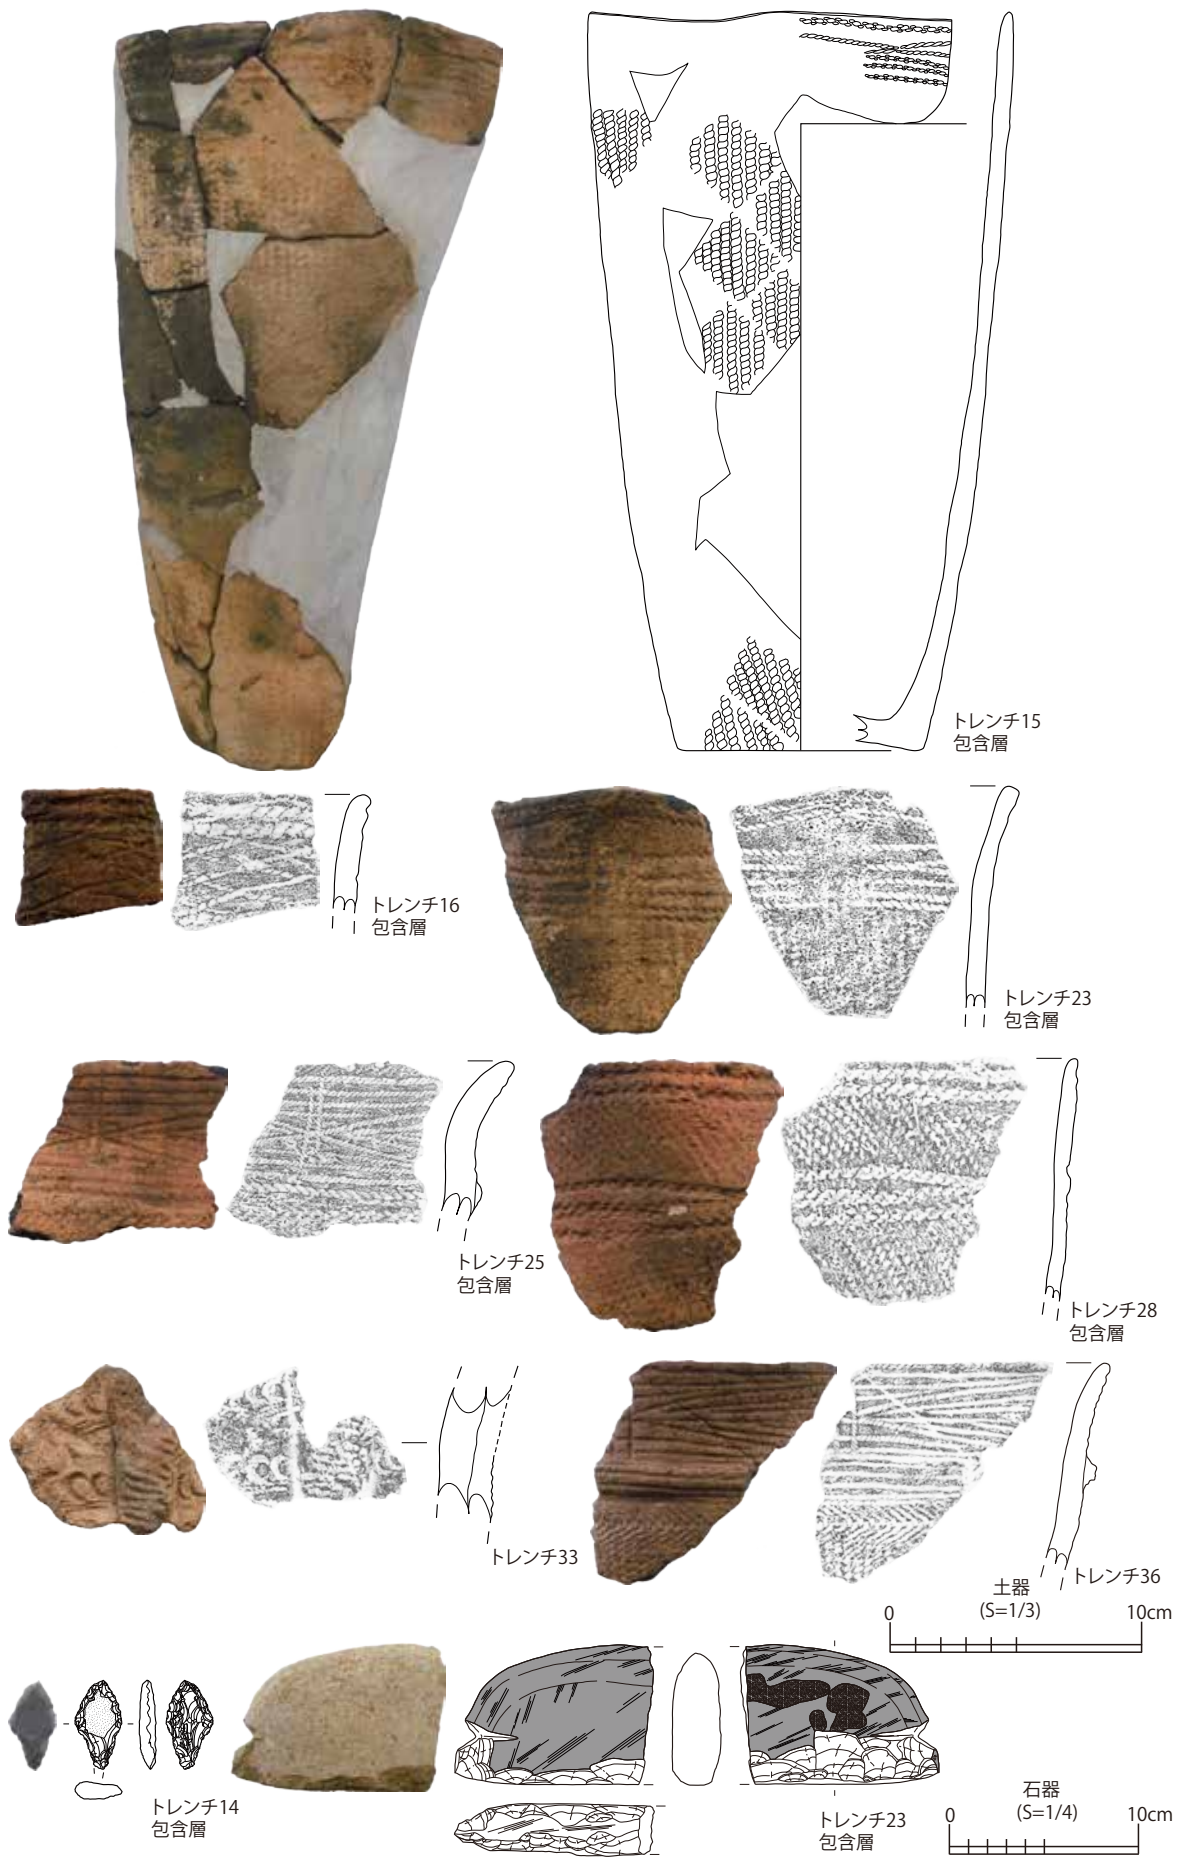 トレンチ15
包含層
トレンチ16
包含層
トレンチ23
包含層
トレンチ25
包含層
トレンチ28
包含層
トレンチ33
トレンチ36
土器
(S=1/3)
0 10cm
トレンチ14
包含層
トレンチ23
包含層
石器
(S=1/4)
0 10cm